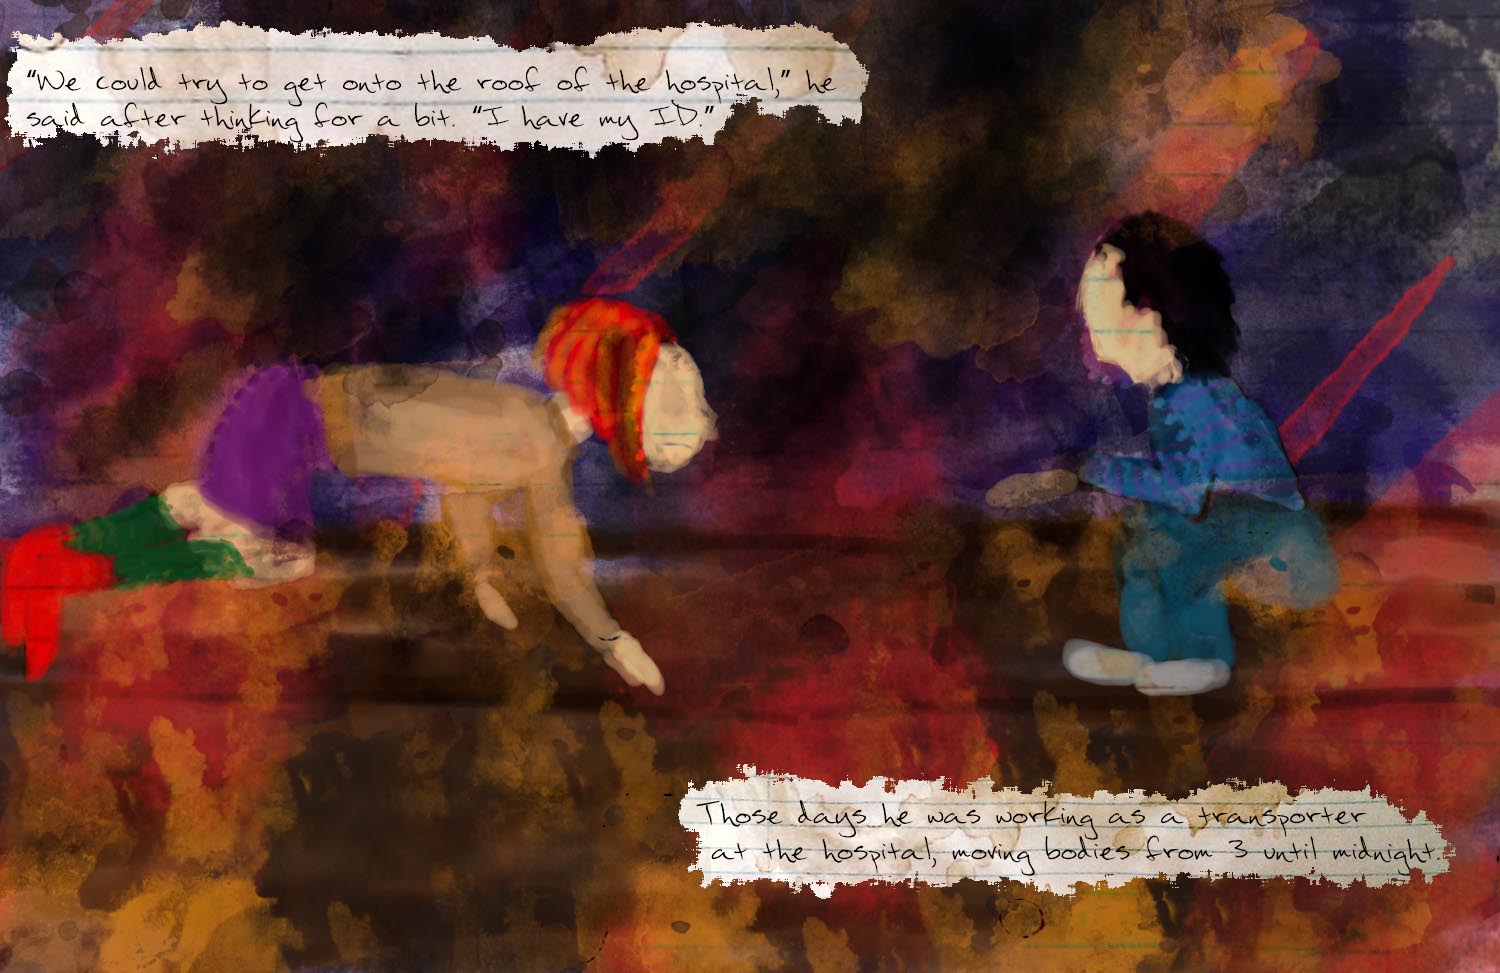 “We could try to get onto the roof of the hospital,” he
said after thinking for a bit. “I have my ID.”
Those days he was working as a transporter
at the hospital, moving bodies from 3 until midnight.